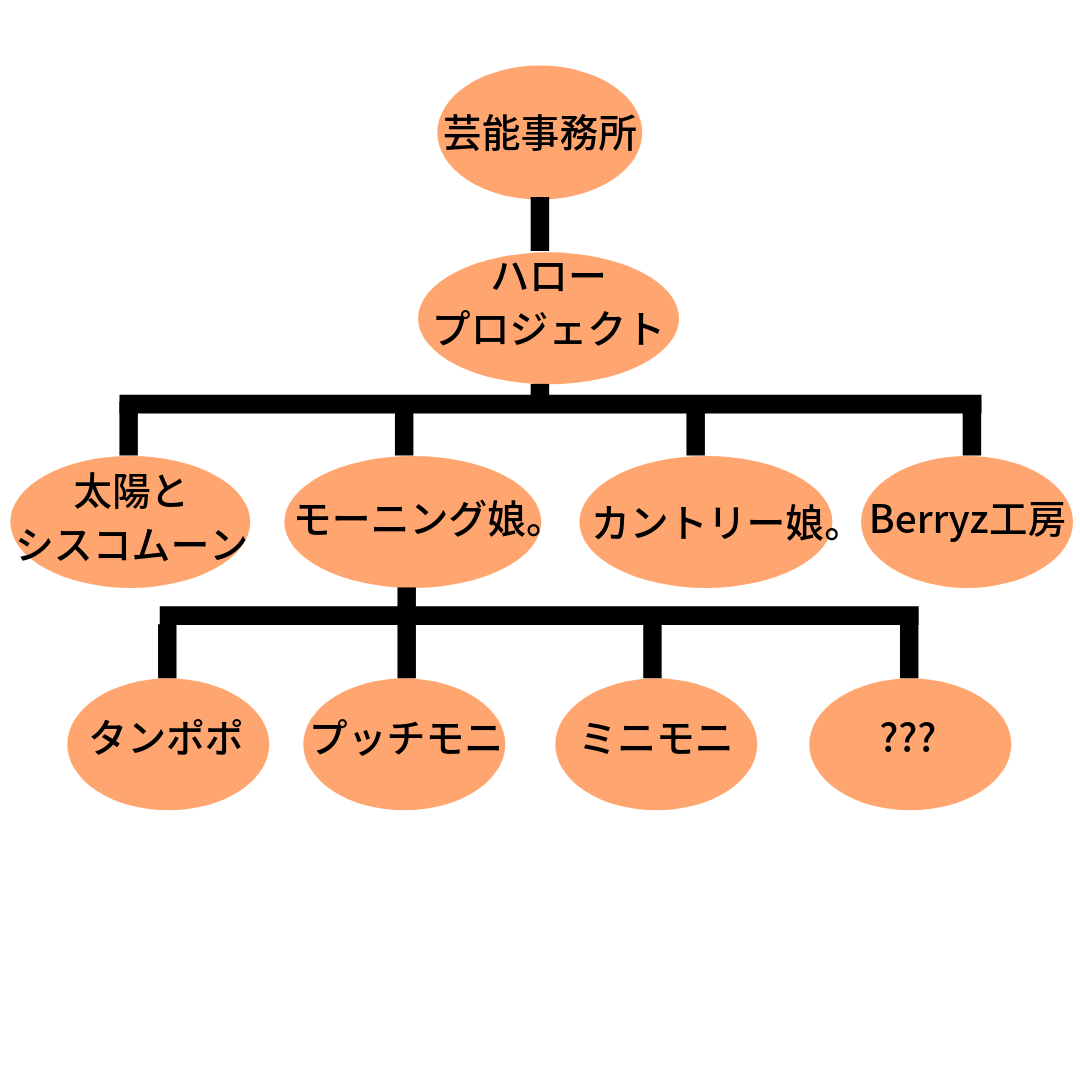 芸能事務所
ハロー
プロジェクト
太陽と
シスコムーン
モーニング娘。
カントリー娘。
Berryz工房
タンポポ
プッチモニ
ミニモニ
???